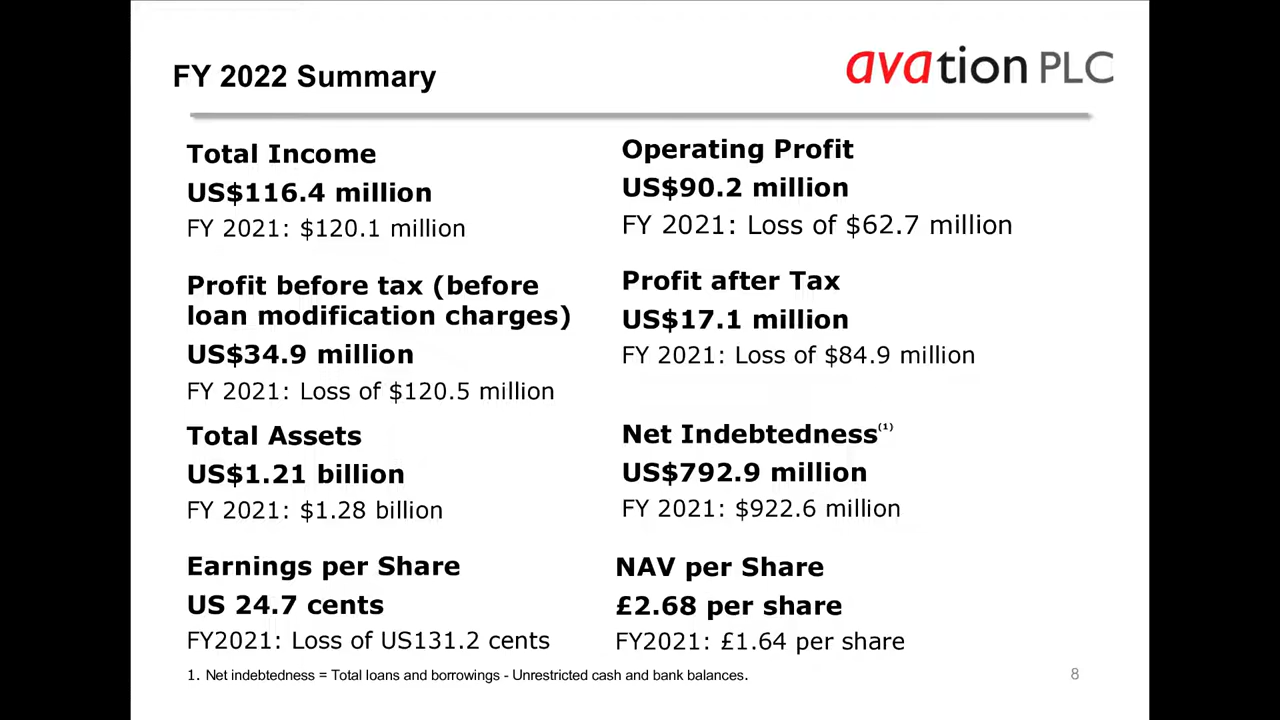 FY 2022 Summary
avation PLC
Total Income
US$116.4 million
FY 2021: $120.1 million
Operating Profit
US$90.2 million
FY 2021: Loss of $62.7 million
Profit before tax (before
loan modification charges)
US$34.9 million
FY 2021: Loss of $120.5 million
Profit after Tax
US$17.1 million
FY 2021: Loss of $84.9 million
Total Assets
US$1.21 billion
FY 2021: $1.28 billion
Net Indebtedness(1)
US$792.9 million
FY 2021: $922.6 million
Earnings per Share
US 24.7 cents
FY2021: Loss of US131.2 cents
NAV per Share
£2.68 per share
FY2021: £1.64 per share
1. Net indebtedness = Total loans and borrowings - Unrestricted cash and bank balances.
8